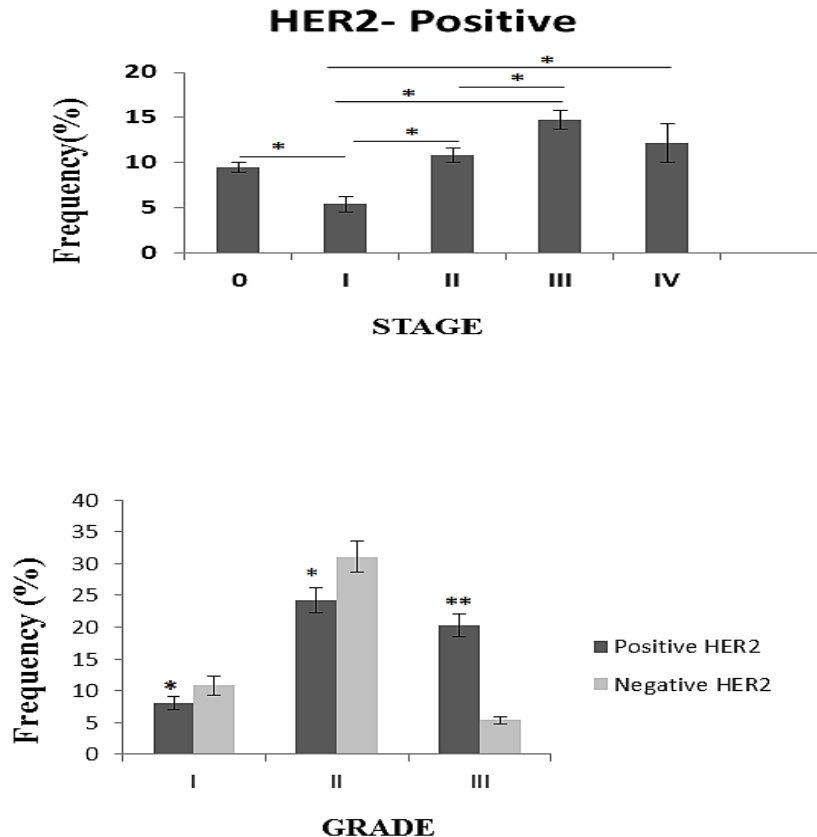 HER2- Positive
Frequency(%)
20
15
10
5
0
*
*
*
*
*
0 I II III IV
STAGE
Frequency (%)
40
35
30
25
20
15
10
5
0
*
*
**
I II III
GRADE
Positive HER2
Negative HER2